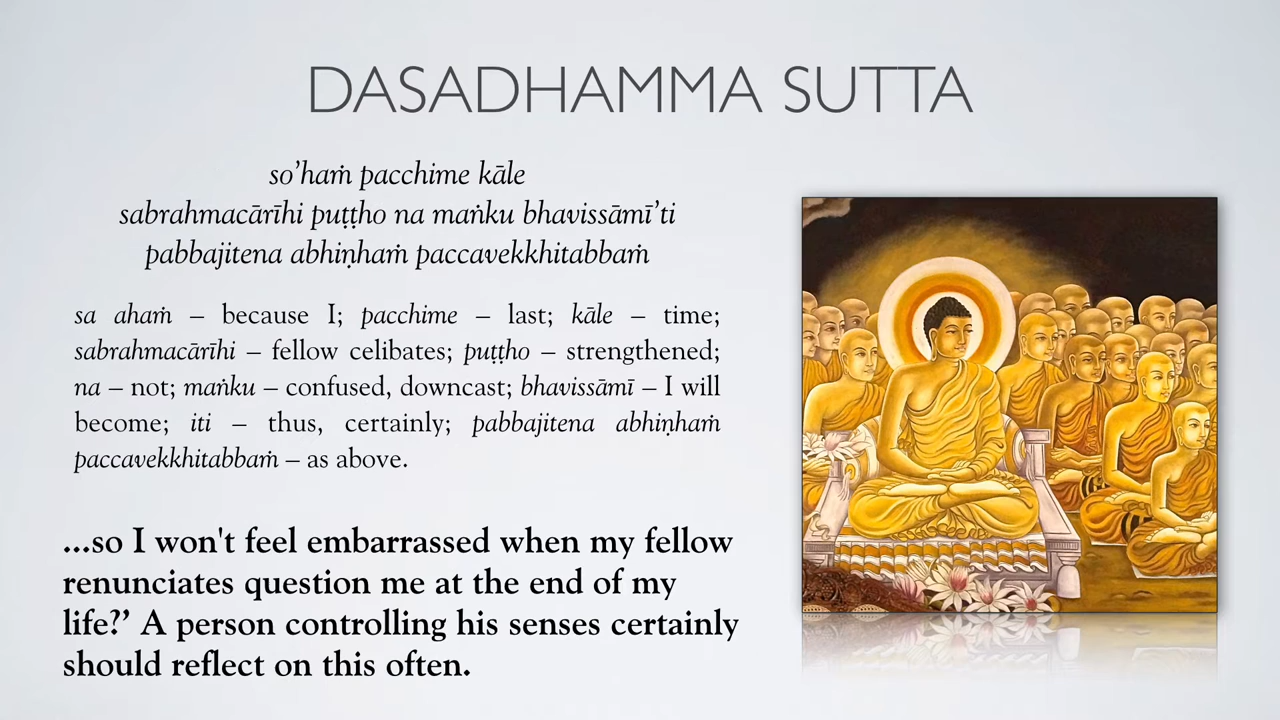 DASADHAMMA SUTTA
so’haṁ pacchime kāle
sabrahmacārīhi puṭṭho na maṅku bhavissāmī’ti
pabbajitena abhiṇhaṁ paccavekkhitabbaṁ
sa ahaṁ – because I; pacchime – last; kāle – time;
sabrahmacārīhi – fellow celibates; puṭṭho – strengthened;
na – not; maṅku – confused, downcast; bhavissāmī – I will
become; iti – thus, certainly; pabbajitena abhiṇhaṁ
paccavekkhitabbaṁ – as above.
...so I won't feel embarrassed when my fellow
renunciates question me at the end of my
life?’ A person controlling his senses certainly
should reflect on this often.